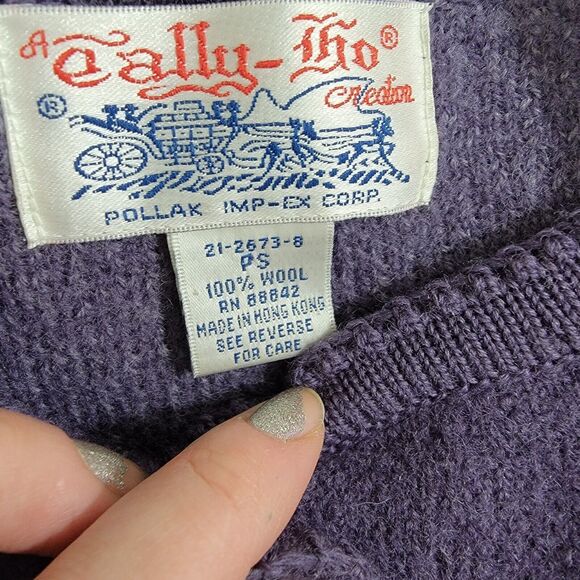 A Tally-Ho®
®
Creation
POLLAK IMP-EX CORP.
21-2673-8
PS
100% WOOL
RN 88842
MADE IN HONG KONG
SEE REVERSE
FOR CARE